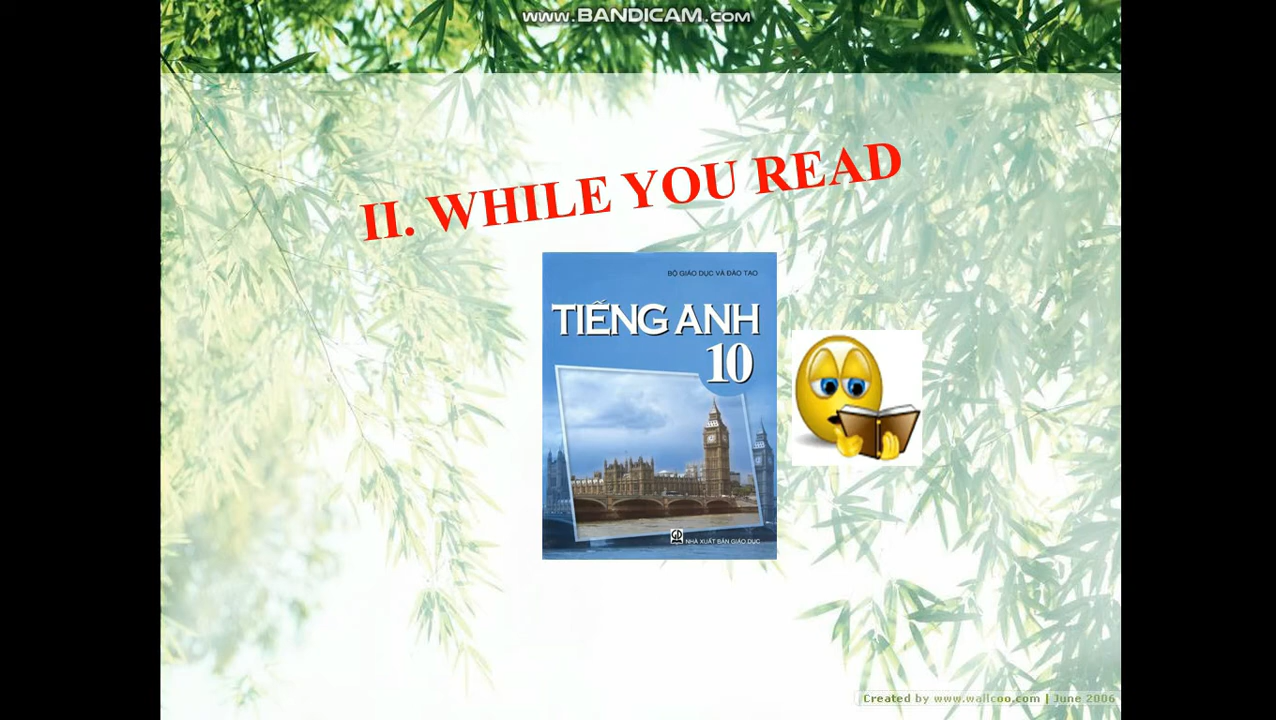 www.BANDICAM.com
II. WHILE YOU READ
BỘ GIÁO DỤC VÀ ĐÀO TẠO
TIẾNG ANH
10
NHÀ XUẤT BẢN GIÁO DỤC
Created by www.wallcoo.com | June 2006